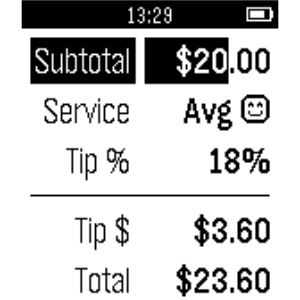 13:29
Subtotal $20.00
Service Avg
Tip % 18%
Tip $ $3.60
Total $23.60